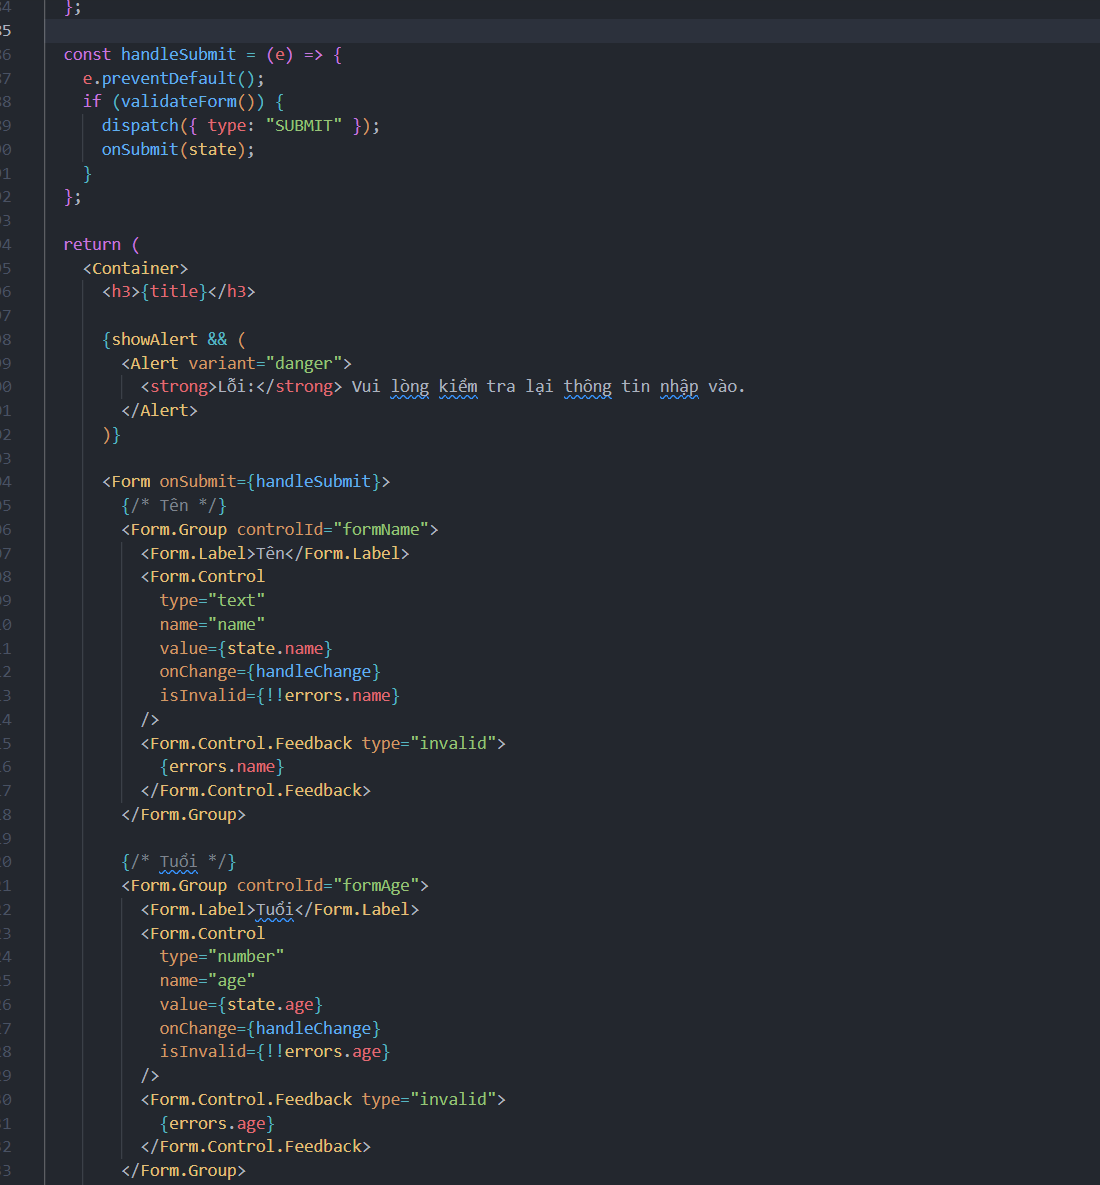 };
const handleSubmit = (e) => {
e.preventDefault();
if (validateForm()) {
dispatch({ type: "SUBMIT" });
onSubmit(state);
}
};
return (
<Container>
<h3>{title}</h3>
{showAlert && (
<Alert variant="danger">
<strong>Lỗi:</strong> Vui lòng kiểm tra lại thông tin nhập vào.
</Alert>
)}
<Form onSubmit={handleSubmit}>
{/* Tên */}
<Form.Group controlId="formName">
<Form.Label>Tên</Form.Label>
<Form.Control
type="text"
name="name"
value={state.name}
onChange={handleChange}
isInvalid={!!errors.name}
/>
<Form.Control.Feedback type="invalid">
{errors.name}
</Form.Control.Feedback>
</Form.Group>
{/* Tuổi */}
<Form.Group controlId="formAge">
<Form.Label>Tuổi</Form.Label>
<Form.Control
type="number"
name="age"
value={state.age}
onChange={handleChange}
isInvalid={!!errors.age}
/>
<Form.Control.Feedback type="invalid">
{errors.age}
</Form.Control.Feedback>
</Form.Group>